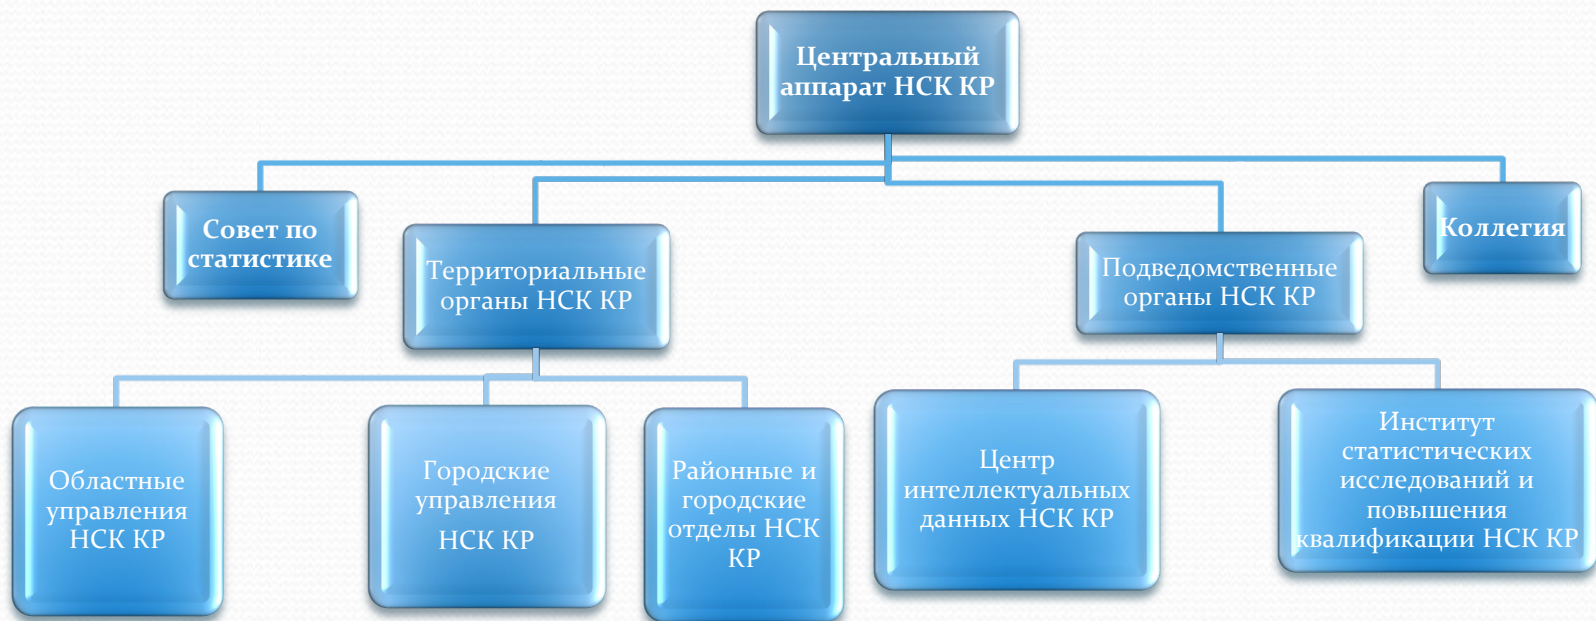 Центральный
аппарат НСК КР
Совет по
статистике
Территориальные
органы НСК КР
Подведомственные
органы НСК КР
Коллегия
Областные
управления
НСК КР
Городские
управления
НСК КР
Районные и
городские
отделы НСК
КР
Центр
интеллектуальных
данных НСК КР
Институт
статистических
исследований и
повышения
квалификации НСК КР